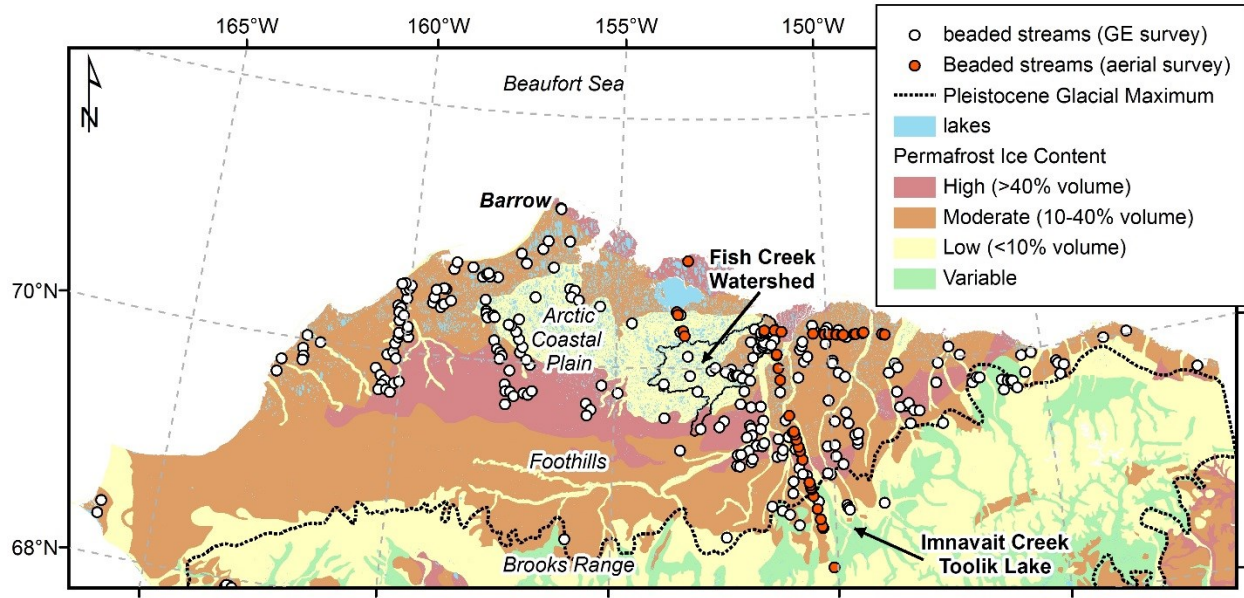 165°W
160°W
155°W
150°W
beaded streams (GE survey)
Beaded streams (aerial survey)
Pleistocene Glacial Maximum
lakes
Permafrost Ice Content
High (>40% volume)
Moderate (10-40% volume)
Low (<10% volume)
Variable
N
Beaufort Sea
Barrow
Fish Creek
Watershed
70°N
Arctic
Coastal
Plain
Foothills
68°N
Brooks Range
Imnavait Creek
Toolik Lake